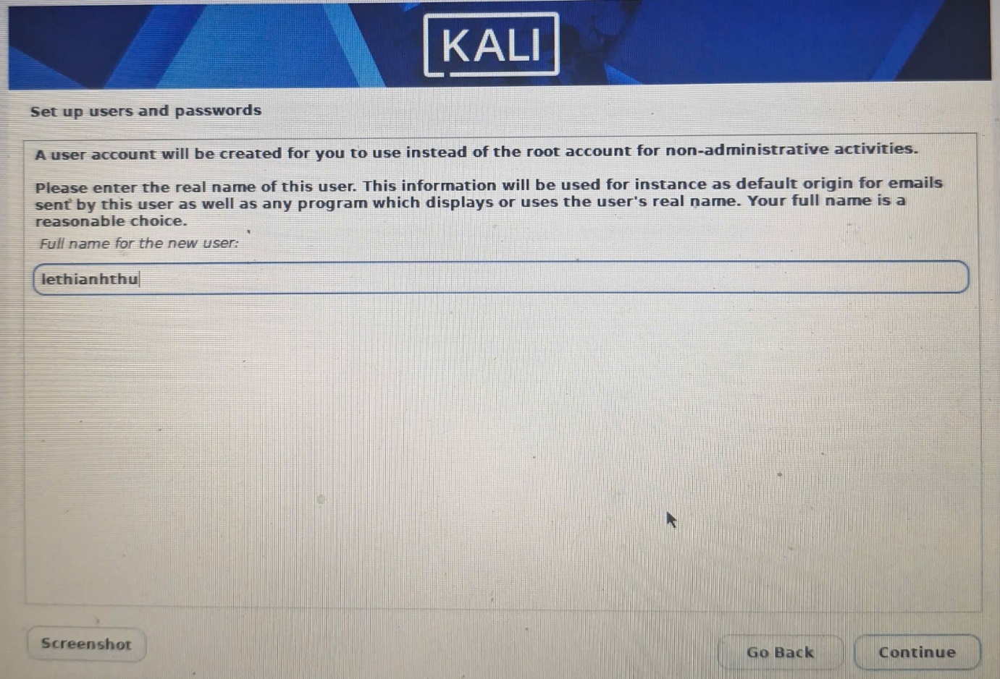 KALI
Set up users and passwords
A user account will be created for you to use instead of the root account for non-administrative activities.
Please enter the real name of this user. This information will be used for instance as default origin for emails
sent by this user as well as any program which displays or uses the user's real name. Your full name is a
reasonable choice.
Full name for the new user:
lethianhthu
Screenshot
Go Back
Continue